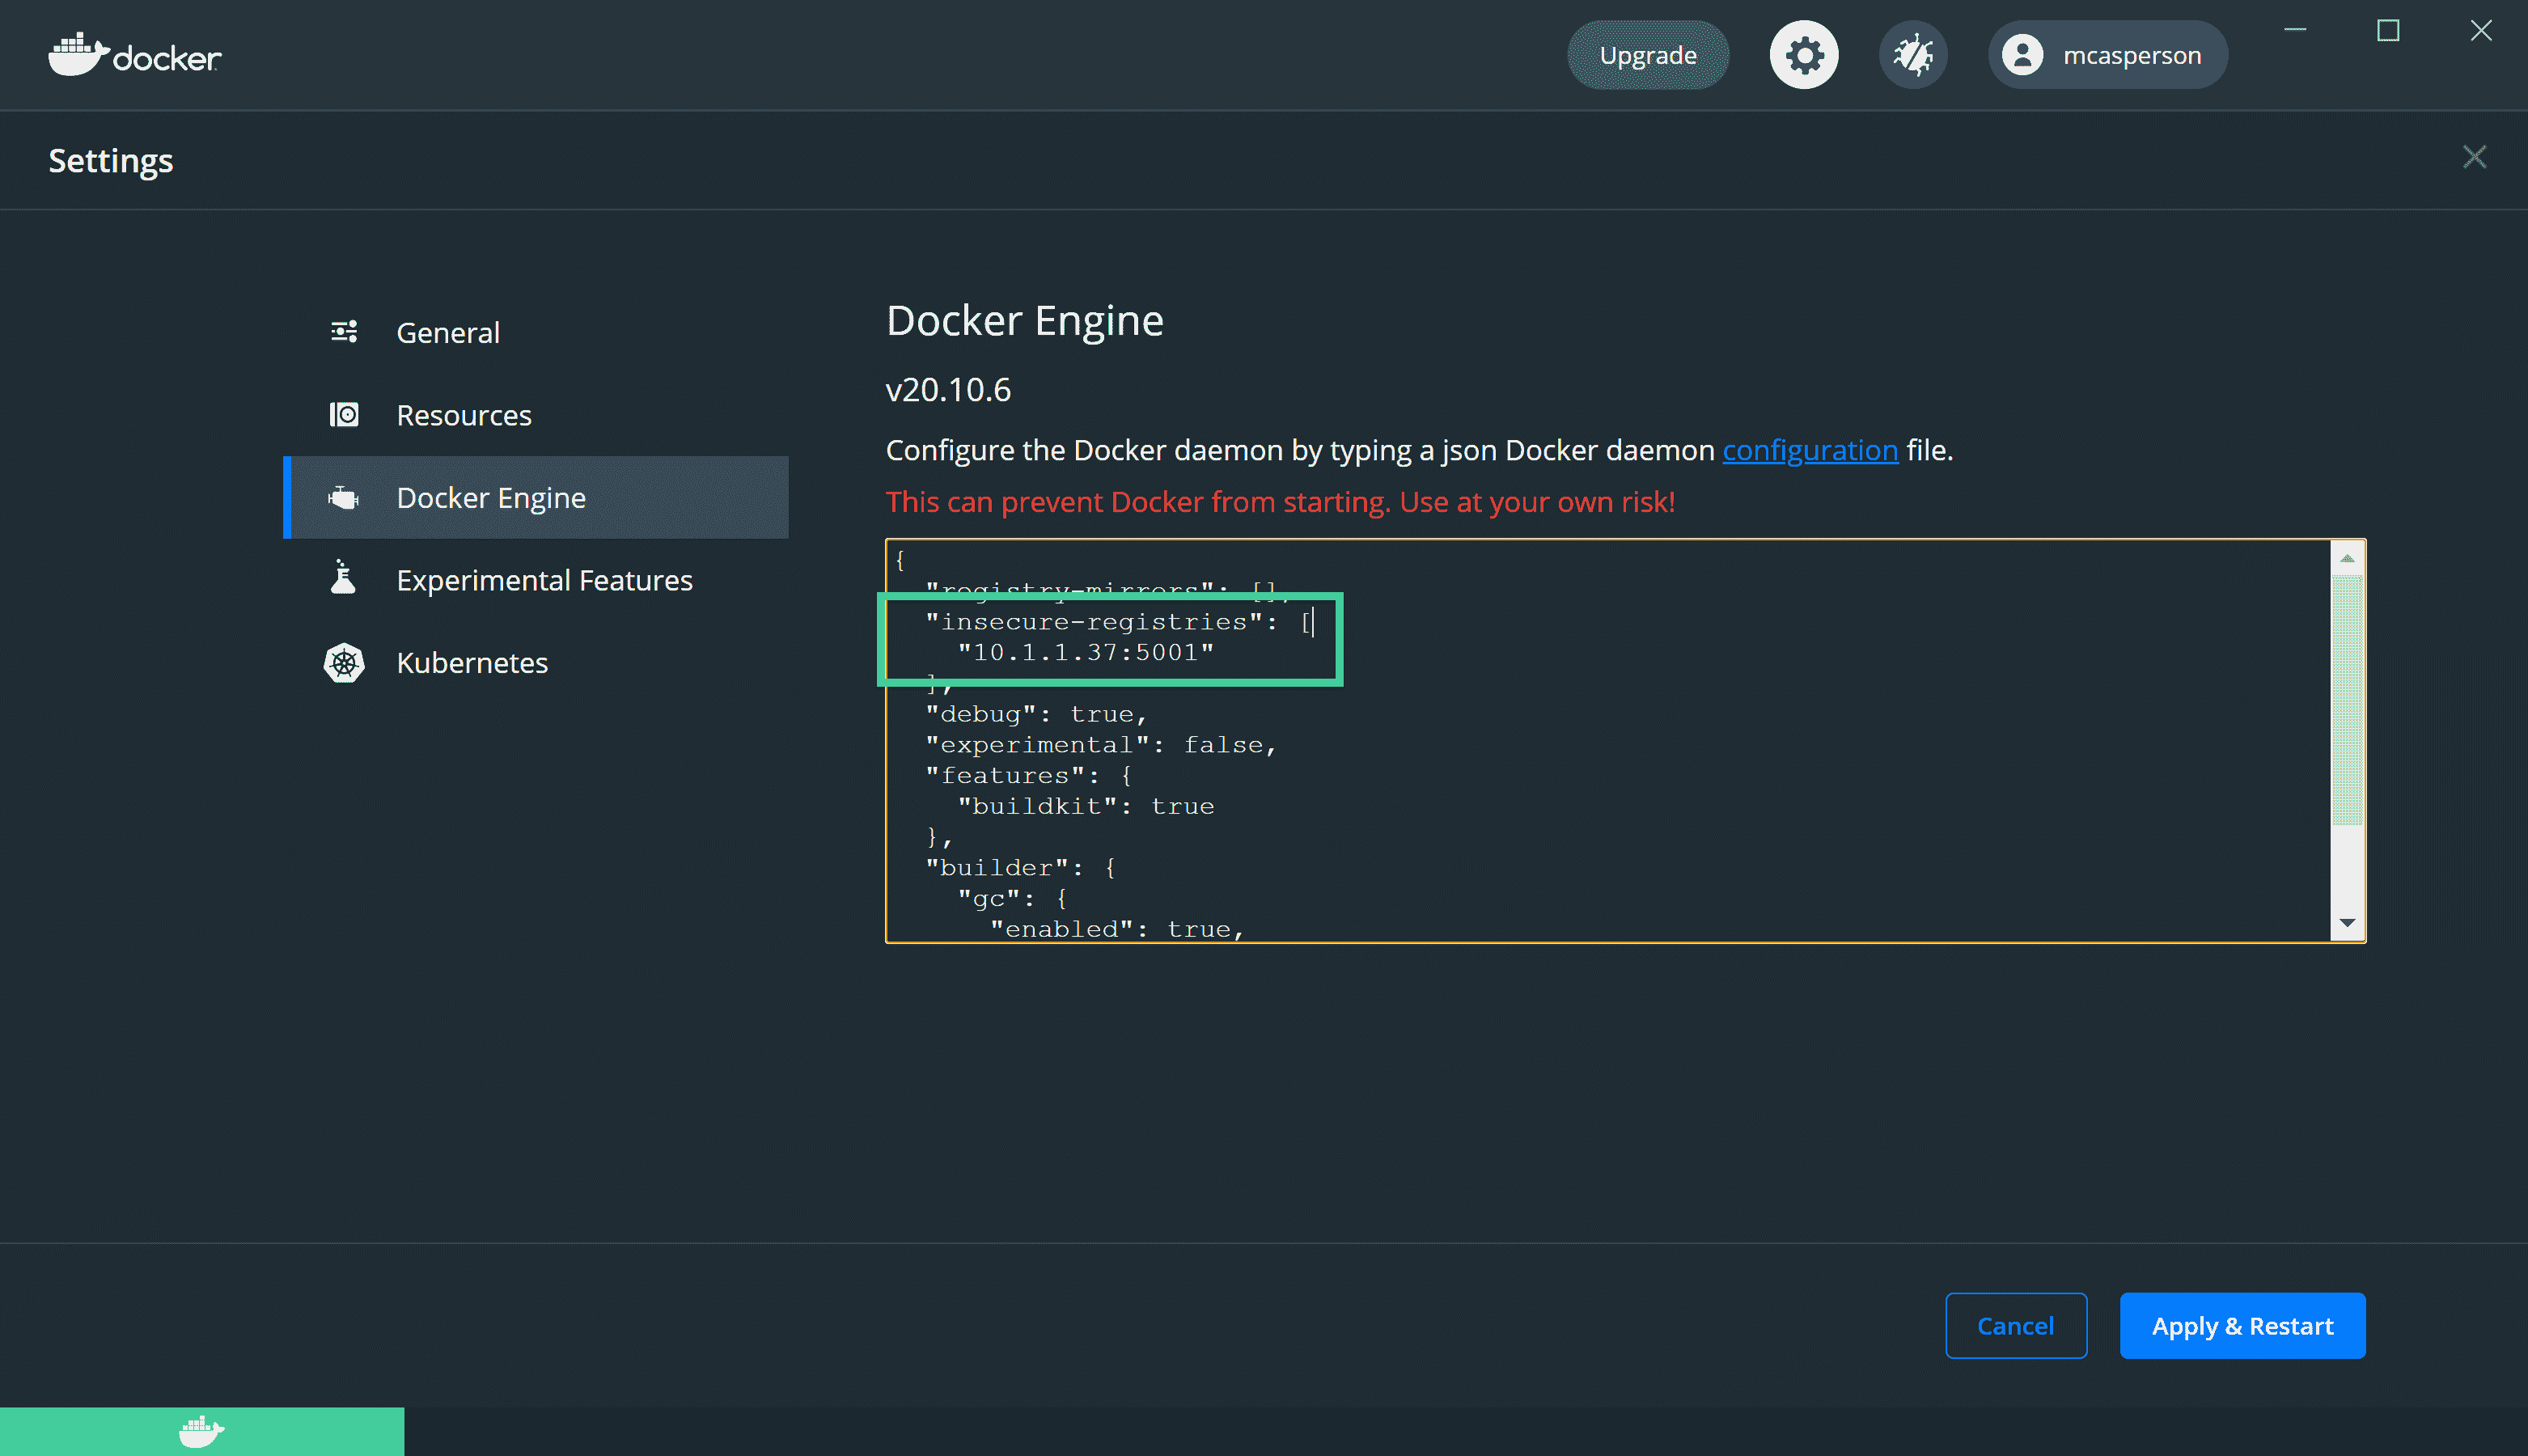 docker
Upgrade
mcasperson
Settings
General
Resources
Docker Engine
Experimental Features
Kubernetes
Docker Engine
v20.10.6
Configure the Docker daemon by typing a json Docker daemon configuration file.
This can prevent Docker from starting. Use at your own risk!
{
"registry-mirrors": [],
"insecure-registries": [
"10.1.1.37:5001"
],
"debug": true,
"experimental": false,
"features": {
"buildkit": true
},
"builder": {
"gc": {
"enabled": true,
Cancel
Apply & Restart